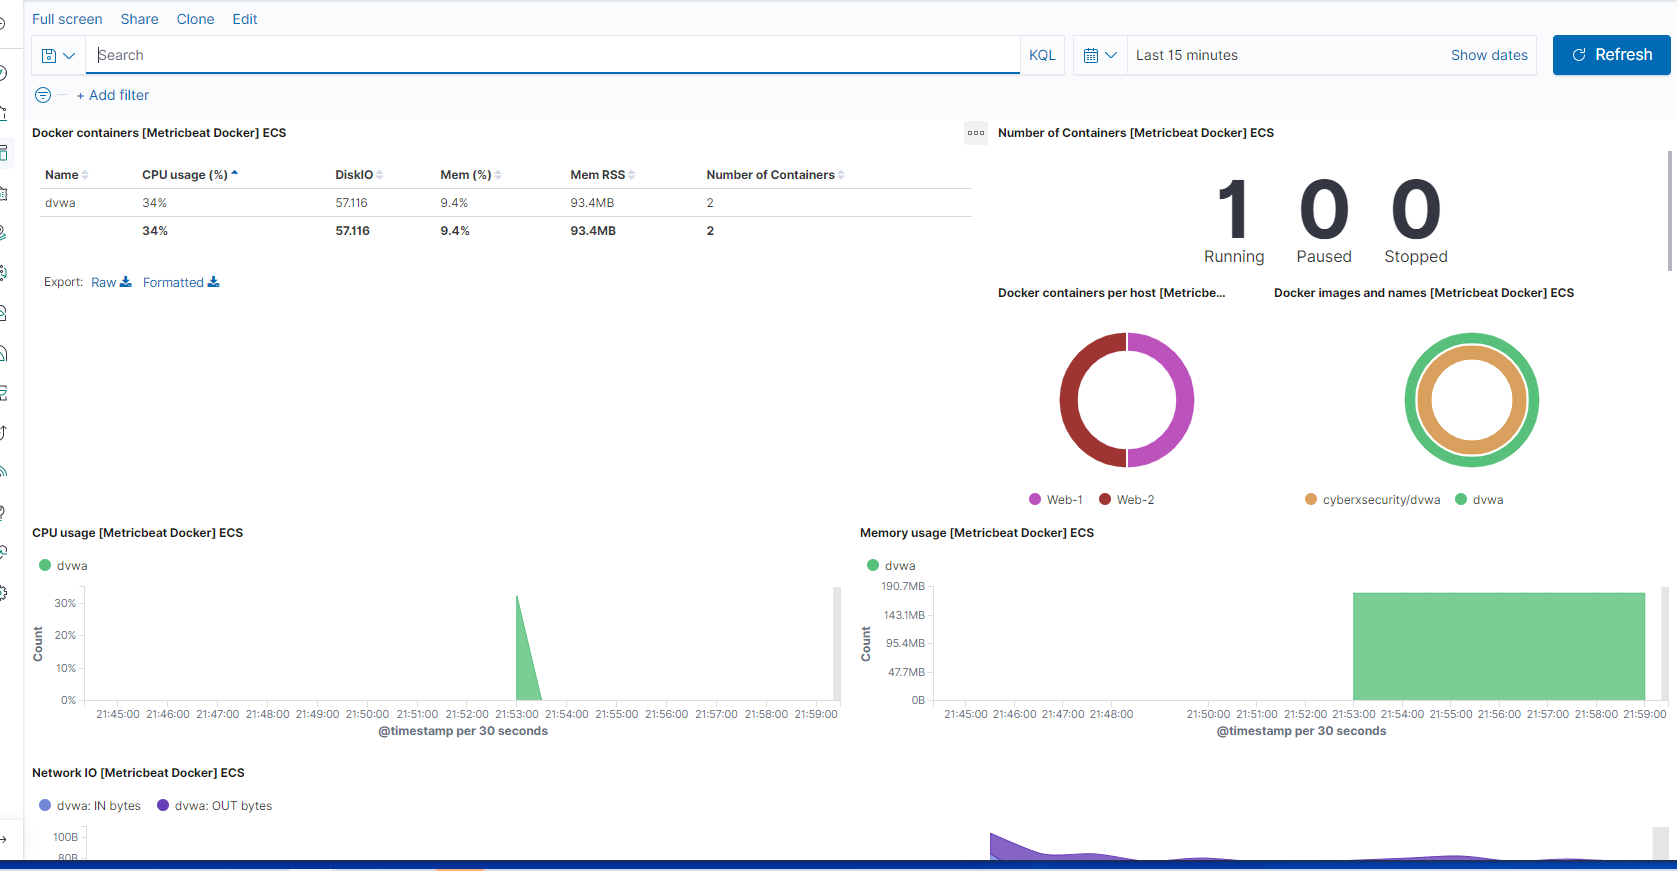 Full screen Share Clone Edit
Search KQL Last 15 minutes Show dates Refresh
+ Add filter
Docker containers [Metricbeat Docker] ECS
Name CPU usage (%) DiskIO Mem (%) Mem RSS Number of Containers
dvwa 34% 57.116 9.4% 93.4MB 2
34% 57.116 9.4% 93.4MB 2
Export: Raw Formatted
Number of Containers [Metricbeat Docker] ECS
1 0 0
Running Paused Stopped
Docker containers per host [Metricbe...
Web-1 Web-2
Docker images and names [Metricbeat Docker] ECS
cyberxsecurity/dvwa dvwa
CPU usage [Metricbeat Docker] ECS
dvwa
Count
30%
20%
10%
0%
21:45:00 21:46:00 21:47:00 21:48:00 21:49:00 21:50:00 21:51:00 21:52:00 21:53:00 21:54:00 21:55:00 21:56:00 21:57:00 21:58:00 21:59:00
@timestamp per 30 seconds
Memory usage [Metricbeat Docker] ECS
dvwa
Count
190.7MB
143.1MB
95.4MB
47.7MB
0B
21:45:00 21:46:00 21:47:00 21:48:00 21:50:00 21:51:00 21:52:00 21:53:00 21:54:00 21:55:00 21:56:00 21:57:00 21:58:00 21:59:00
@timestamp per 30 seconds
Network IO [Metricbeat Docker] ECS
dvwa: IN bytes dvwa: OUT bytes
100B
80B